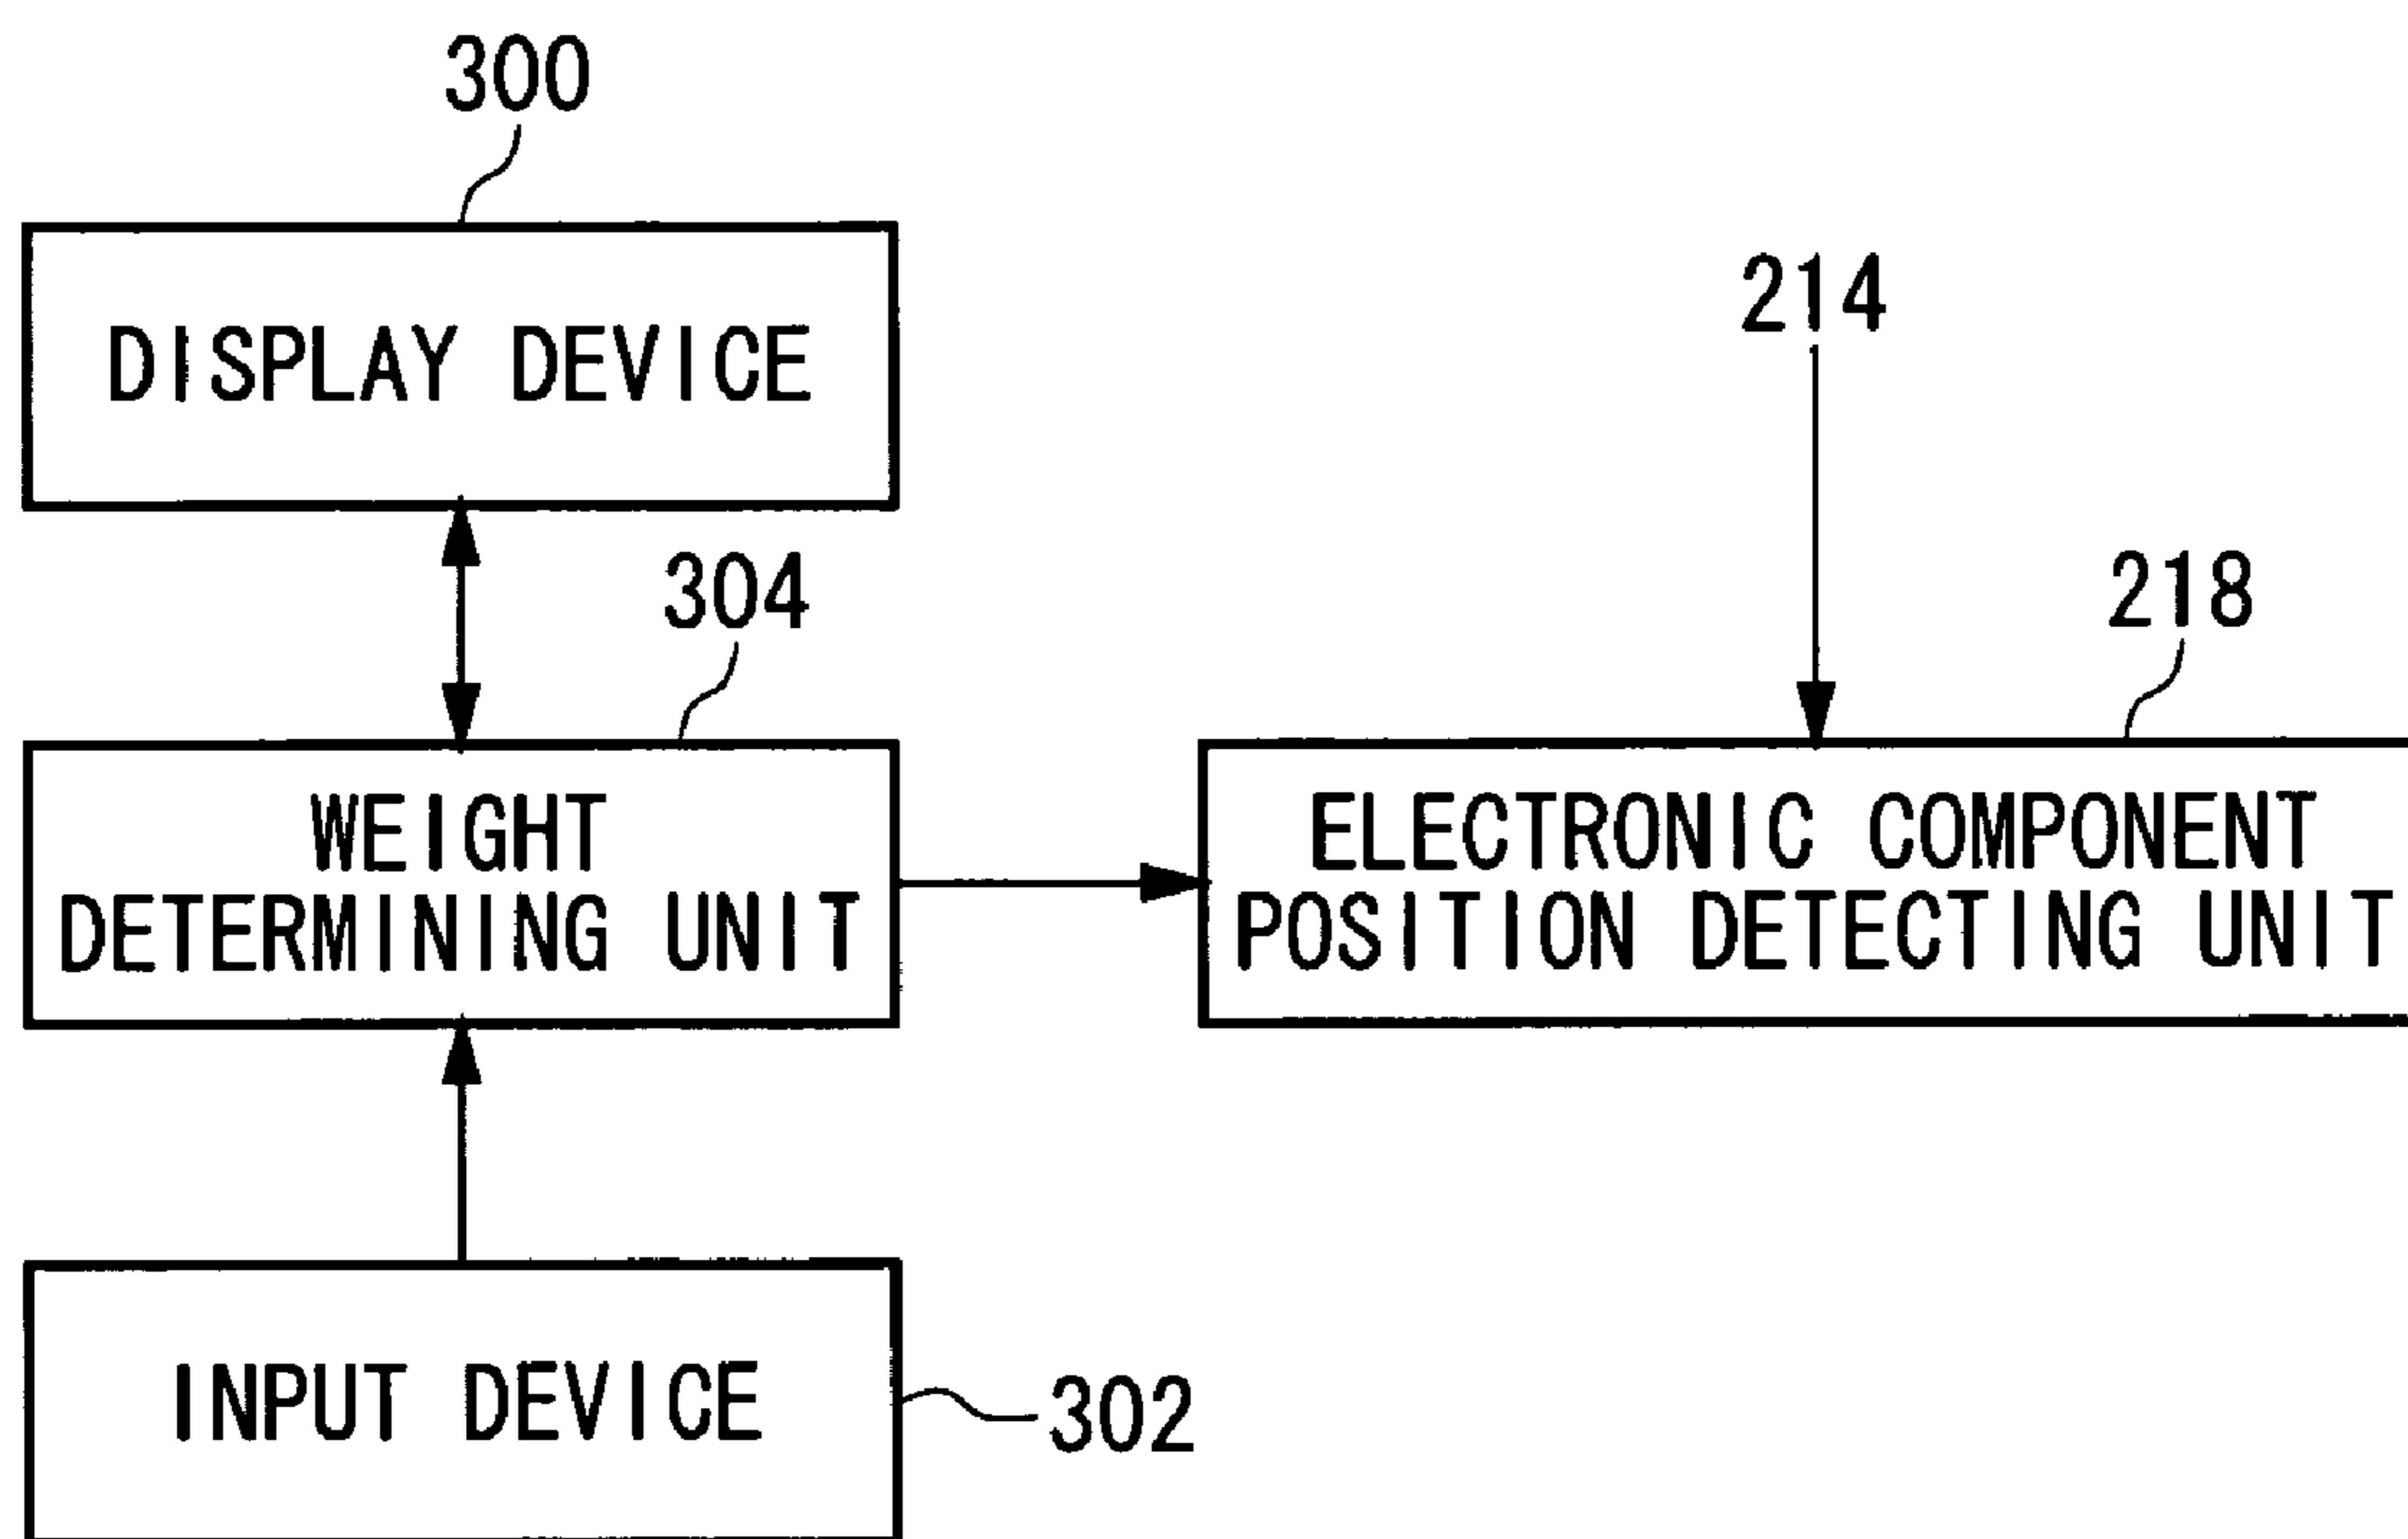 300
DISPLAY DEVICE
214
304
218
WEIGHT
DETERMINING UNIT
ELECTRONIC COMPONENT
POSITION DETECTING UNIT
INPUT DEVICE
302